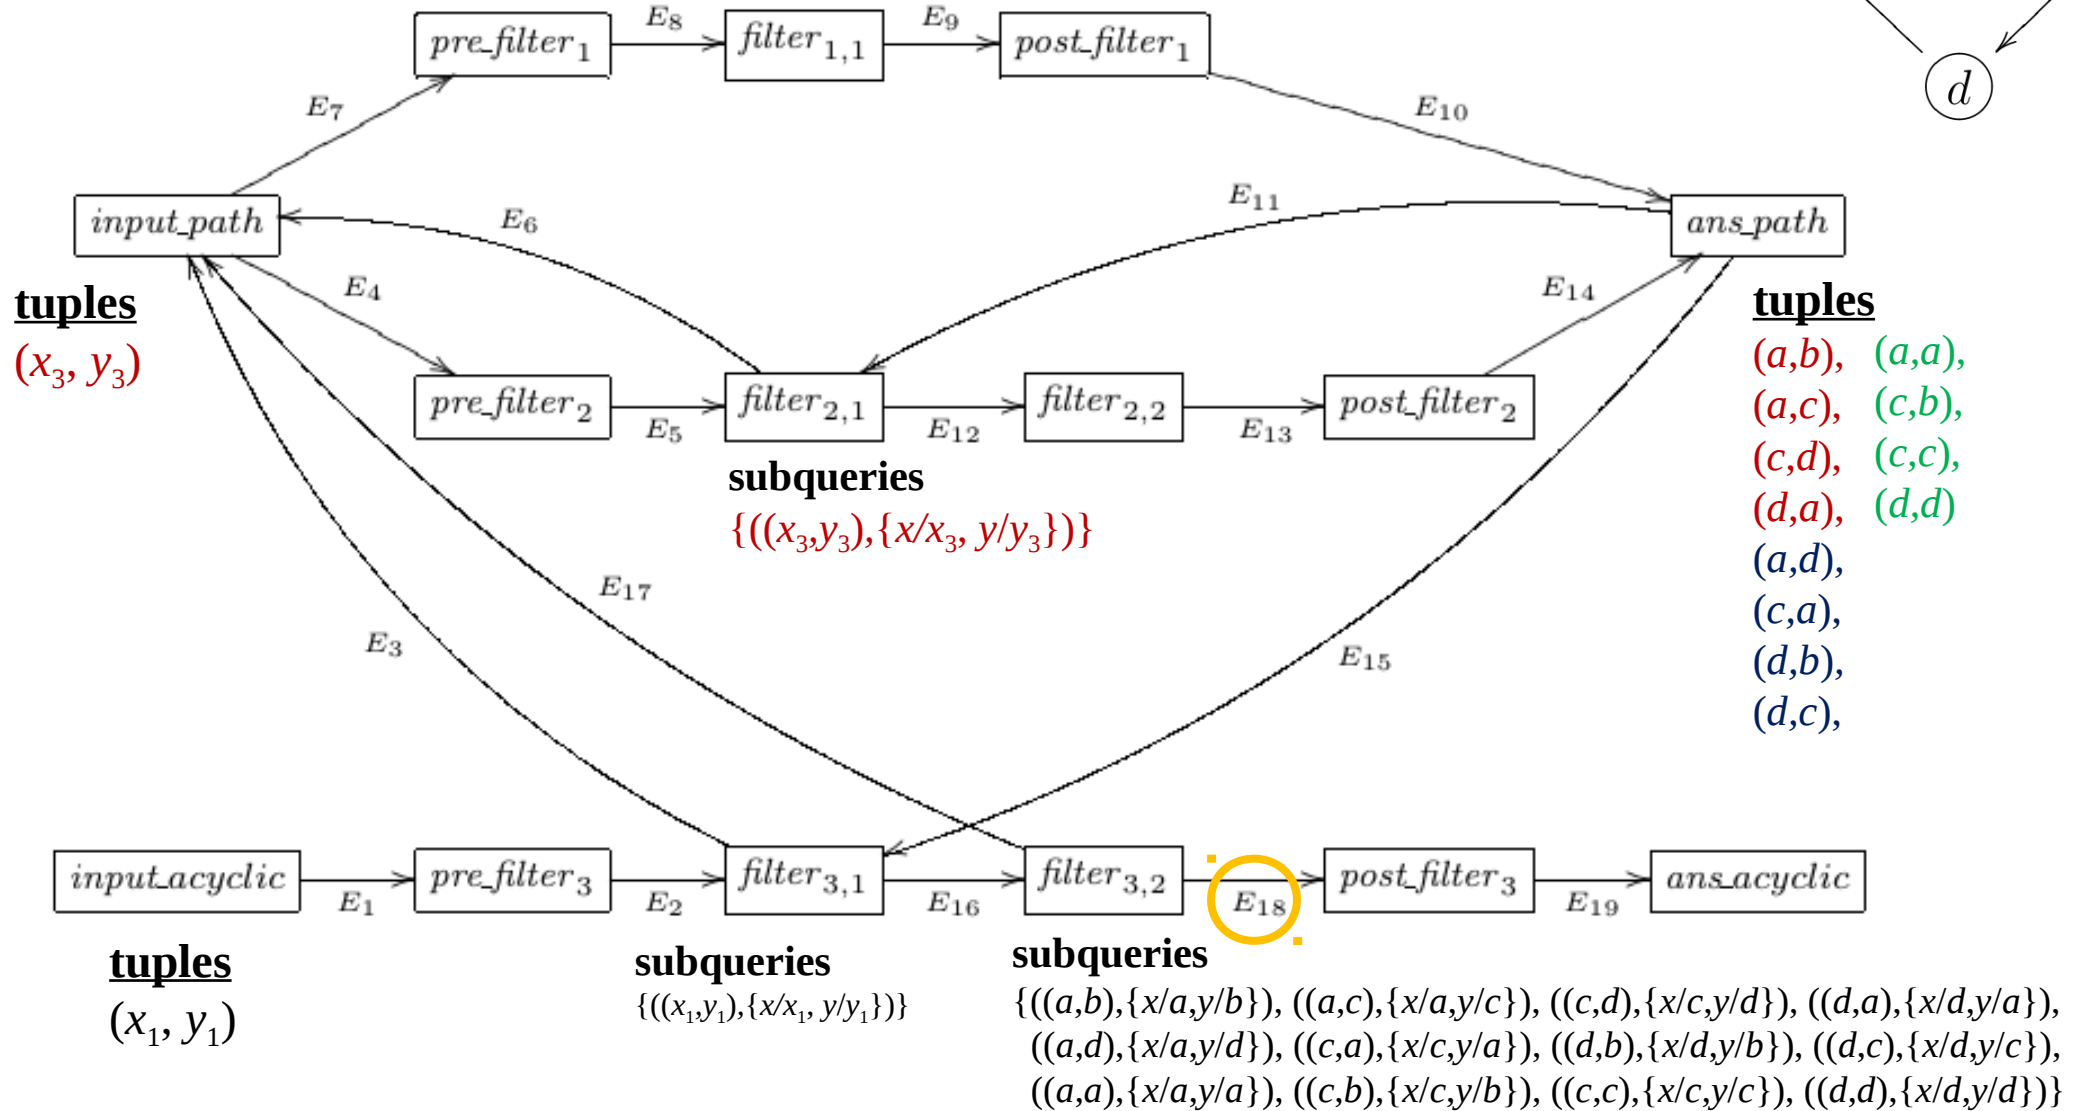 pre_filter₁ E₈ filter₁,₁ E₉ post_filter₁
d
E₇ E₁₀
input_path E₆ E₁₁ ans_path
tuples E₄ E₁₄ tuples
(x₃, y₃) (a,b), (a,a),
pre_filter₂ E₅ filter₂,₁ E₁₂ filter₂,₂ E₁₃ post_filter₂ (a,c), (c,b),
subqueries (c,d), (c,c),
{((x₃,y₃),{x/x₃, y/y₃})} (d,a), (d,d)
(a,d),
E₁₇ (c,a),
E₃ E₁₅ (d,b),
(d,c),
input_acyclic E₁ pre_filter₃ E₂ filter₃,₁ E₁₆ filter₃,₂ E₁₈ post_filter₃ E₁₉ ans_acyclic
tuples subqueries subqueries
(x₁, y₁) {((x₁,y₁),{x/x₁, y/y₁})} {((a,b),{x/a,y/b}), ((a,c),{x/a,y/c}), ((c,d),{x/c,y/d}), ((d,a),{x/d,y/a}),
((a,d),{x/a,y/d}), ((c,a),{x/c,y/a}), ((d,b),{x/d,y/b}), ((d,c),{x/d,y/c}),
((a,a),{x/a,y/a}), ((c,b),{x/c,y/b}), ((c,c),{x/c,y/c}), ((d,d),{x/d,y/d})}